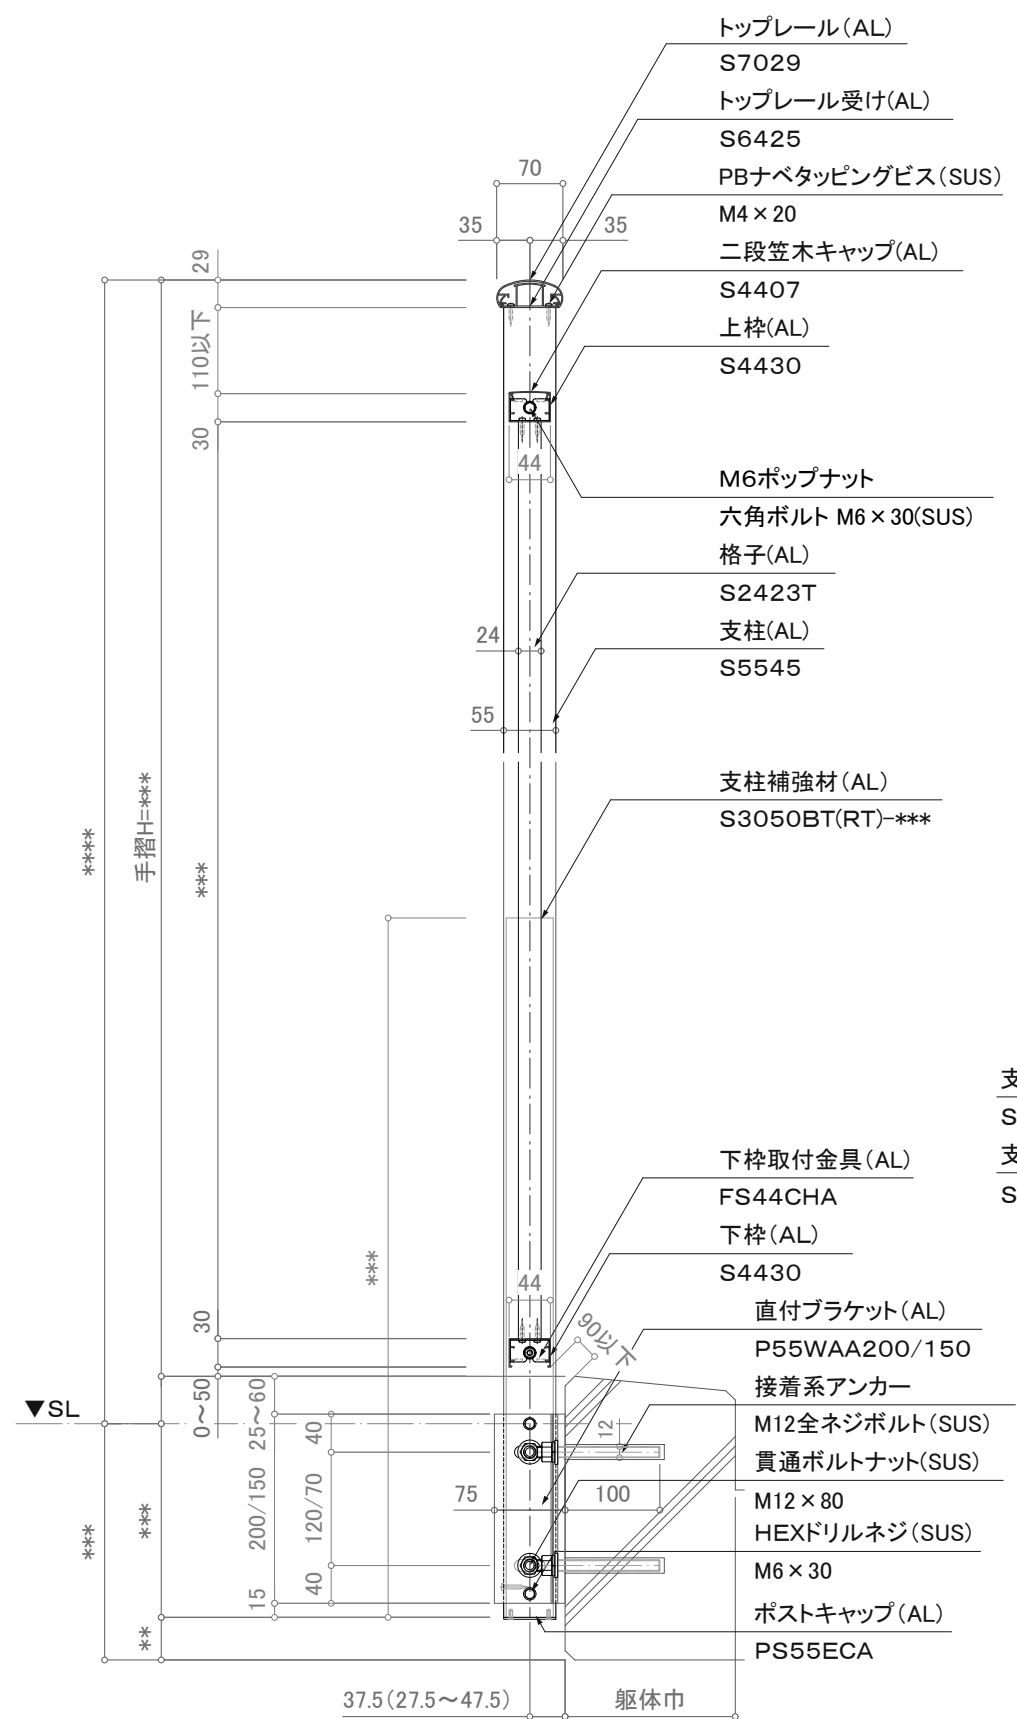 トップレール(AL)
S7029
トップレール受け(AL)
S6425
70
PBナベタッピングビス(SUS)
M4×20
35
35
二段笠木キャップ(AL)
S4407
29
上枠(AL)
S4430
110以下
30
44
M6ポップナット
六角ボルト M6×30(SUS)
格子(AL)
S2423T
24
支柱(AL)
S5545
55
支柱補強材(AL)
S3050BT(RT)-***
****
手摺H=****
***
***
支
S
支
S
下枠取付金具(AL)
FS44CHA
下枠(AL)
S4430
44
30
90以下
直付ブラケット(AL)
P55WAA200/150
接着系アンカー
M12全ネジボルト(SUS)
貫通ボルトナット(SUS)
M12×80
HEXドリルネジ(SUS)
M6×30
ポストキャップ(AL)
PS55ECA
▼SL
0~50
25~60
40
12
75
100
200/150
120/70
40
15
***
***
**
37.5(27.5~47.5)
躯体巾